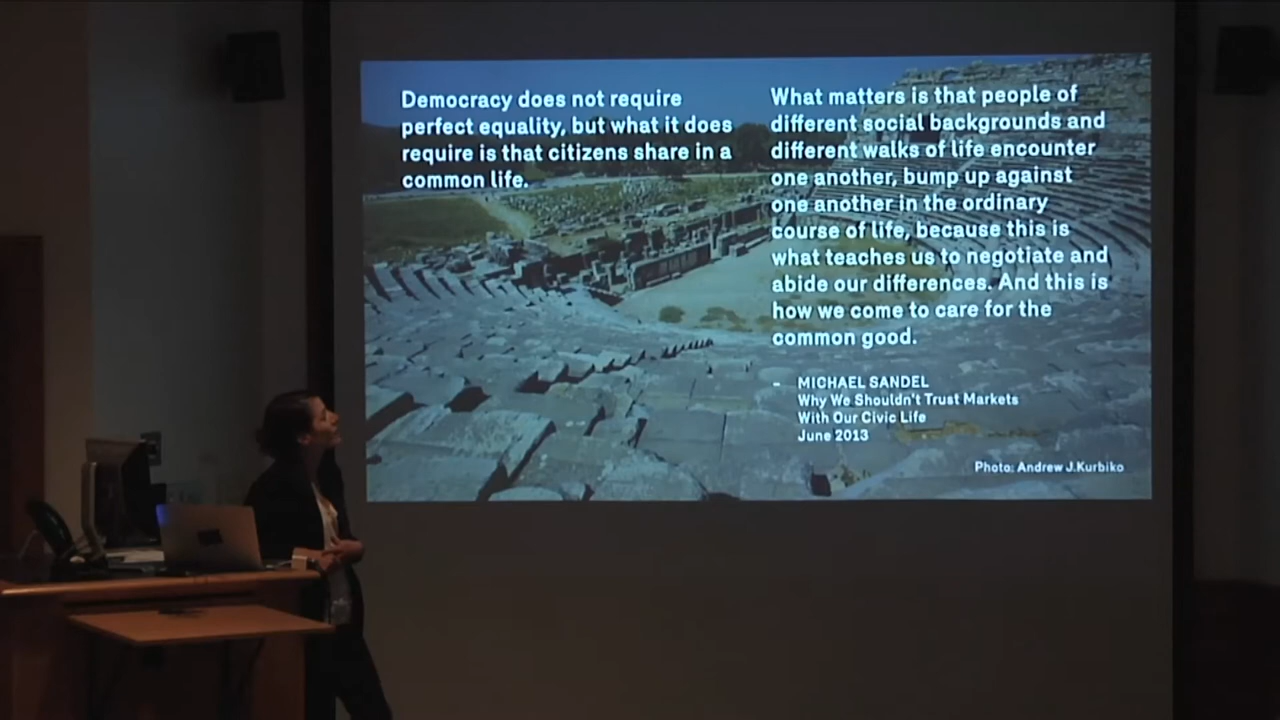 Democracy does not require
perfect equality, but what it does
require is that citizens share in a
common life.
What matters is that people of
different social backgrounds and
different walks of life encounter
one another, bump up against
one another in the ordinary
course of life, because this is
what teaches us to negotiate and
abide our differences. And this is
how we come to care for the
common good.
- MICHAEL SANDEL
Why We Shouldn't Trust Markets
With Our Civic Life
June 2013
Photo: Andrew J.Kurbiko